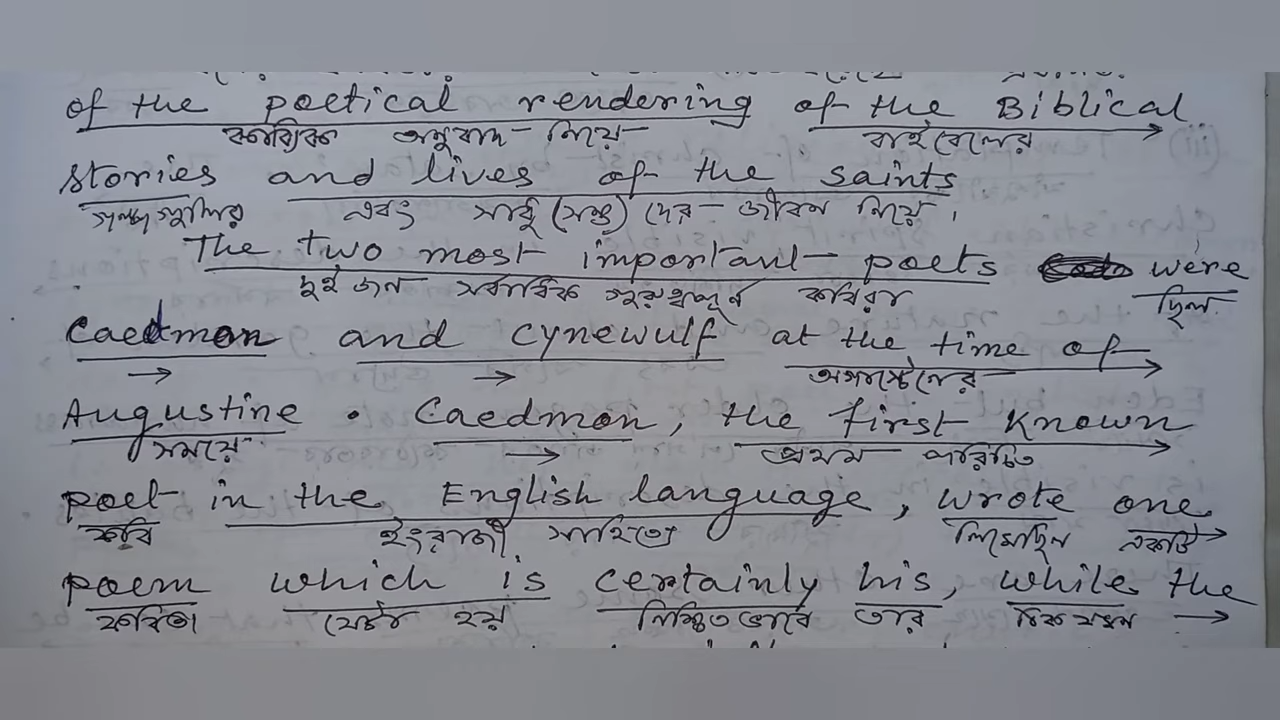 of the poetical rendering of the Biblical
কাব্যিক অনুবাদ নিয়ে বাইবেলের
stories and lives of the saints
গল্পগুলির এবং সাধু (সন্ত) দের জীবন নিয়ে।
The two most important poets were
দুই জন সর্বাধিক গুরুত্বপূর্ণ কবিরা ছিল
Caedmon and Cynewulf at the time of
অগাস্টেনের
Augustine. Caedmon, the first known
সময়ে প্রথম পরিচিত
poet in the English language, wrote one
কবি ইংরাজী সাহিত্যে লিখেছিল একটি
poem which is certainly his, while the
কবিতা যেটা হয় নিশ্চিতভাবে তার